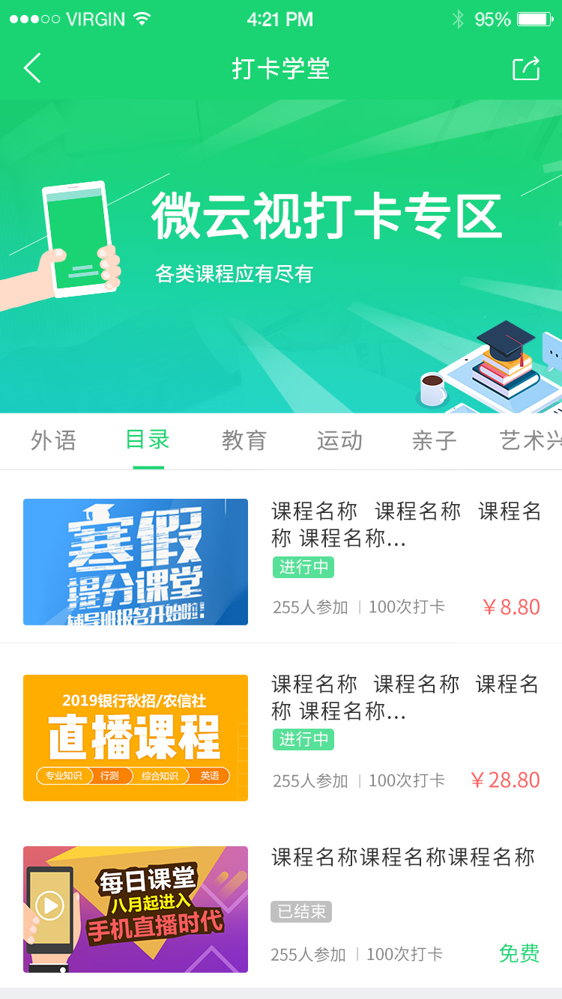 VIRGIN 4:21 PM 95%
打卡学堂
微云视打卡专区
各类课程应有尽有
外语 目录 教育 运动 亲子 艺术兴
寒假
提分课堂
辅导班报名开始啦!
课程名称 课程名称 课程名
称 课程名称...
进行中
255人参加 | 100次打卡 ￥8.80
2019银行秋招/农信社
直播课程
专业知识 行测 综合知识 英语
课程名称 课程名称 课程名
称 课程名称...
进行中
255人参加 | 100次打卡 ￥28.80
每日课堂
八月起进入
手机直播时代
课程名称课程名称课程名称
已结束
255人参加 | 100次打卡 免费